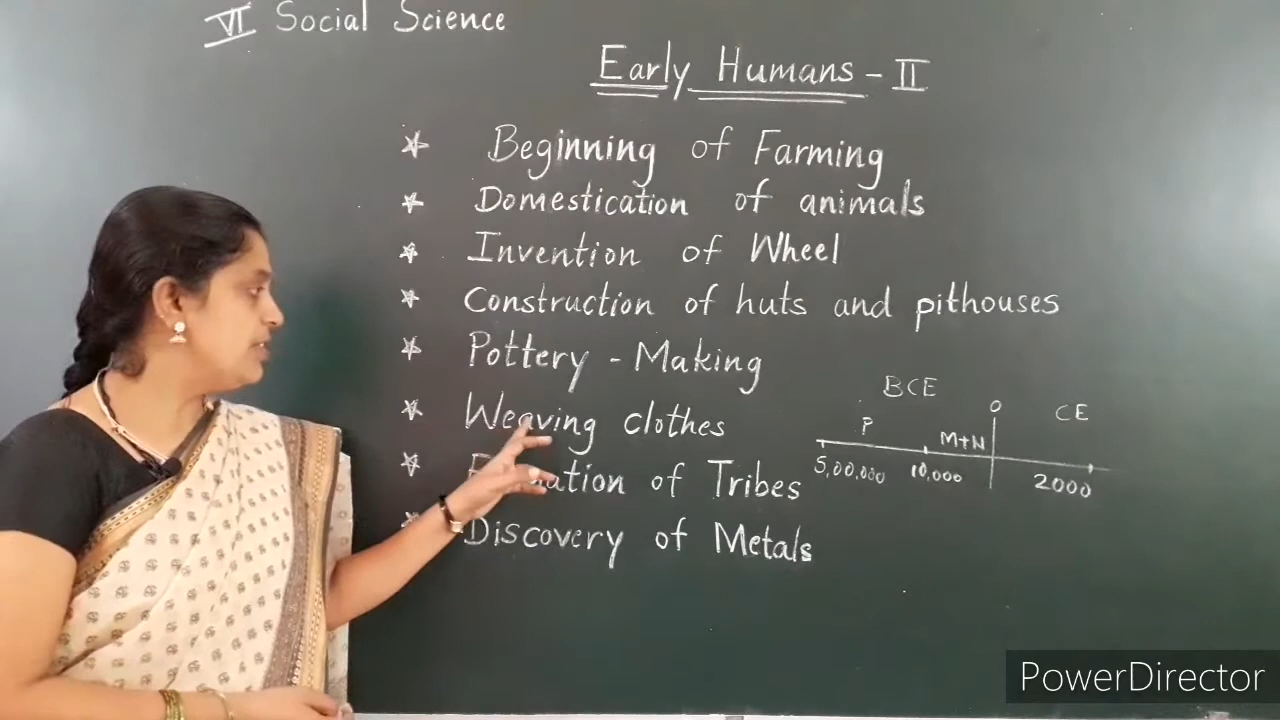 VI Social Science
Early Humans - II
Beginning of Farming
Domestication of animals
Invention of Wheel
Construction of huts and pithouses
Pottery - Making
Weaving clothes
of Tribes
Discovery of Metals
BCE 0 CE
P M+N
5,00,000 10,000 2000
PowerDirector